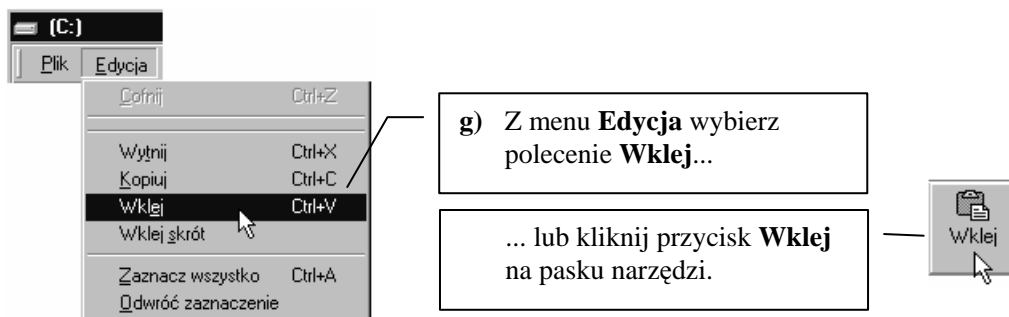 (C:)
Plik Edycja
Cofnij Ctrl+Z
Wytnij Ctrl+X
Kopiuj Ctrl+C
Wklej Ctrl+V
Wklej skrót
Zaznacz wszystko Ctrl+A
Odwróć zaznaczenie
g) Z menu Edycja wybierz
polecenie Wklej...
... lub kliknij przycisk Wklej
na pasku narzędzi.
Wklej